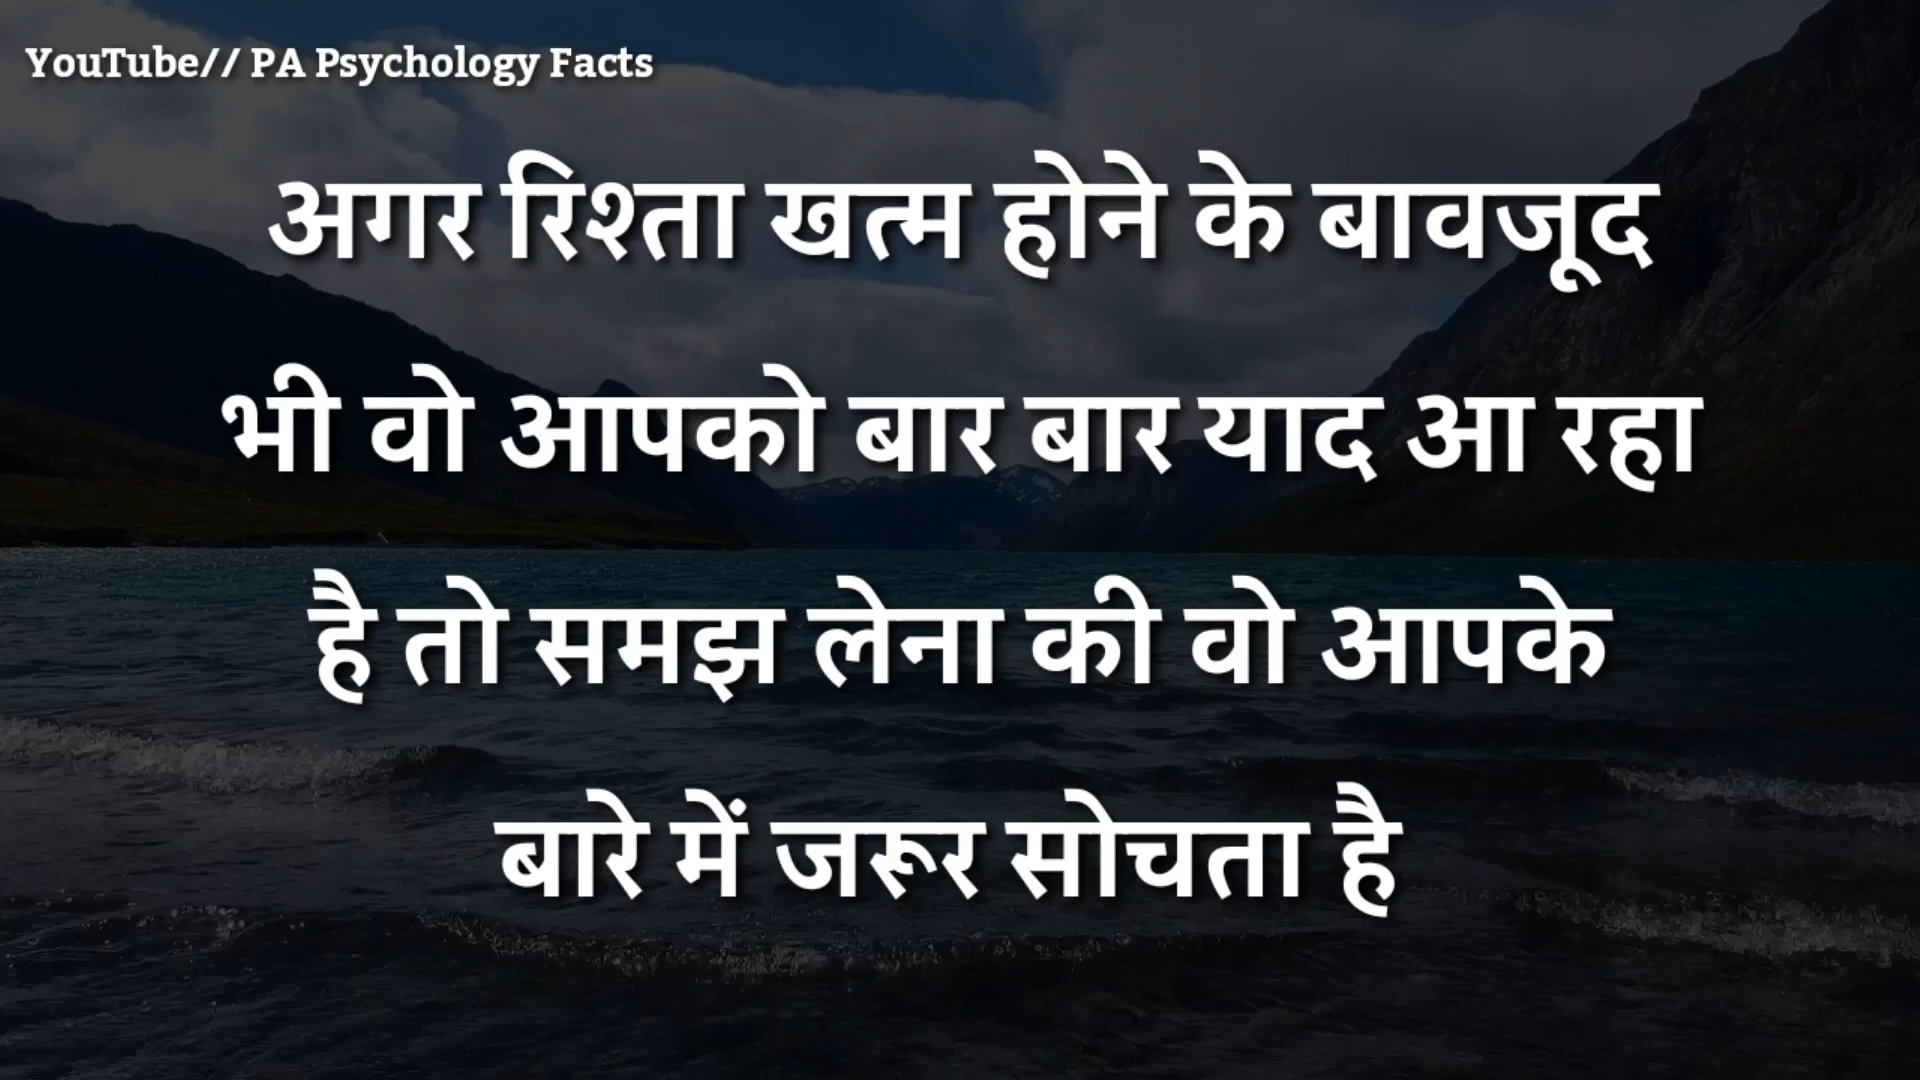 YouTube// PA Psychology Facts
अगर रिश्ता खत्म होने के बावजूद
भी वो आपको बार बार याद आ रहा
है तो समझ लेना की वो आपके
बारे में जरूर सोचता है